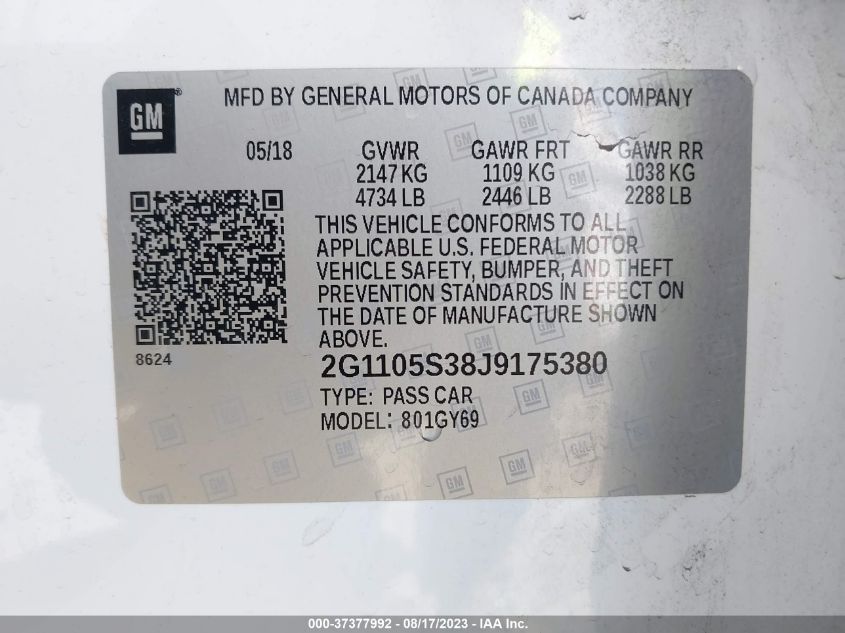 GM®
MFD BY GENERAL MOTORS OF CANADA COMPANY
05/18 GVWR GAWR FRT GAWR RR
2147 KG 1109 KG 1038 KG
4734 LB 2446 LB 2288 LB
THIS VEHICLE CONFORMS TO ALL
APPLICABLE U.S. FEDERAL MOTOR
VEHICLE SAFETY, BUMPER, AND THEFT
PREVENTION STANDARDS IN EFFECT ON
THE DATE OF MANUFACTURE SHOWN
ABOVE.
8624
2G1105S38J9175380
TYPE: PASS CAR
MODEL: 801GY69
000-37377992 - 08/17/2023 - IAA Inc.